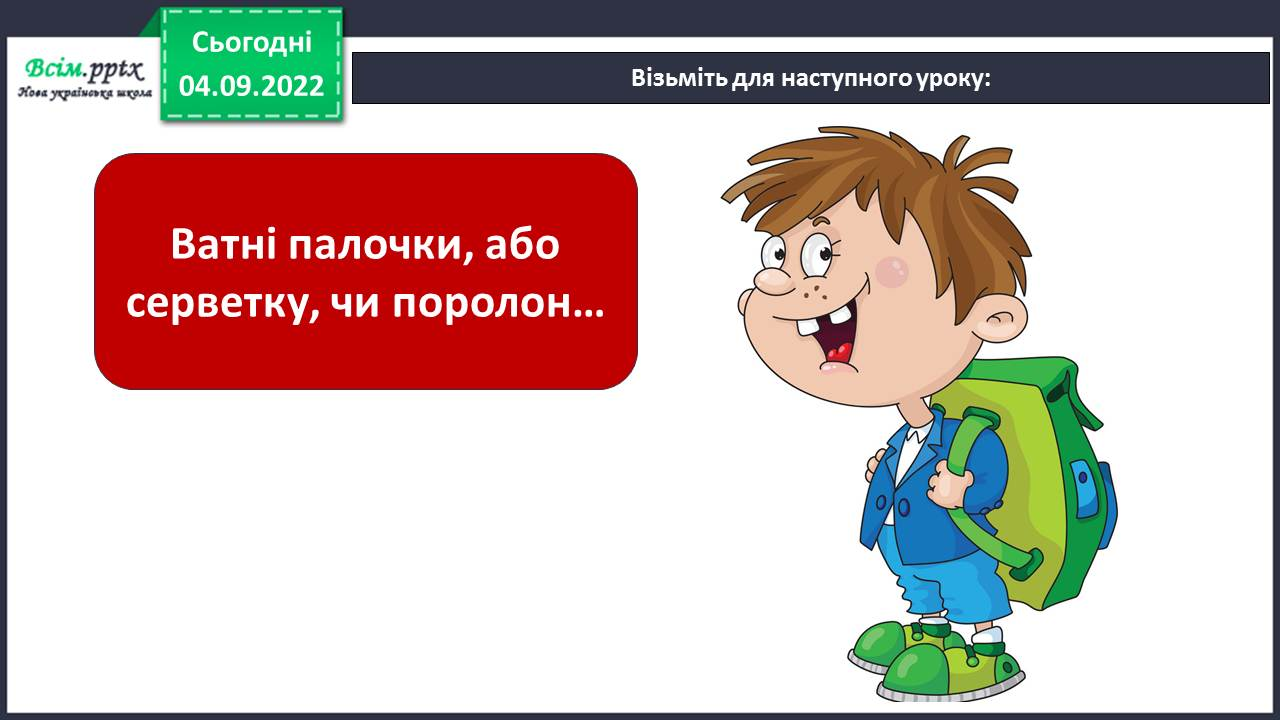 Всім.pptx
Нова українська школа
Сьогодні
04.09.2022
Візьміть для наступного уроку:
Ватні палочки, або
серветку, чи поролон...